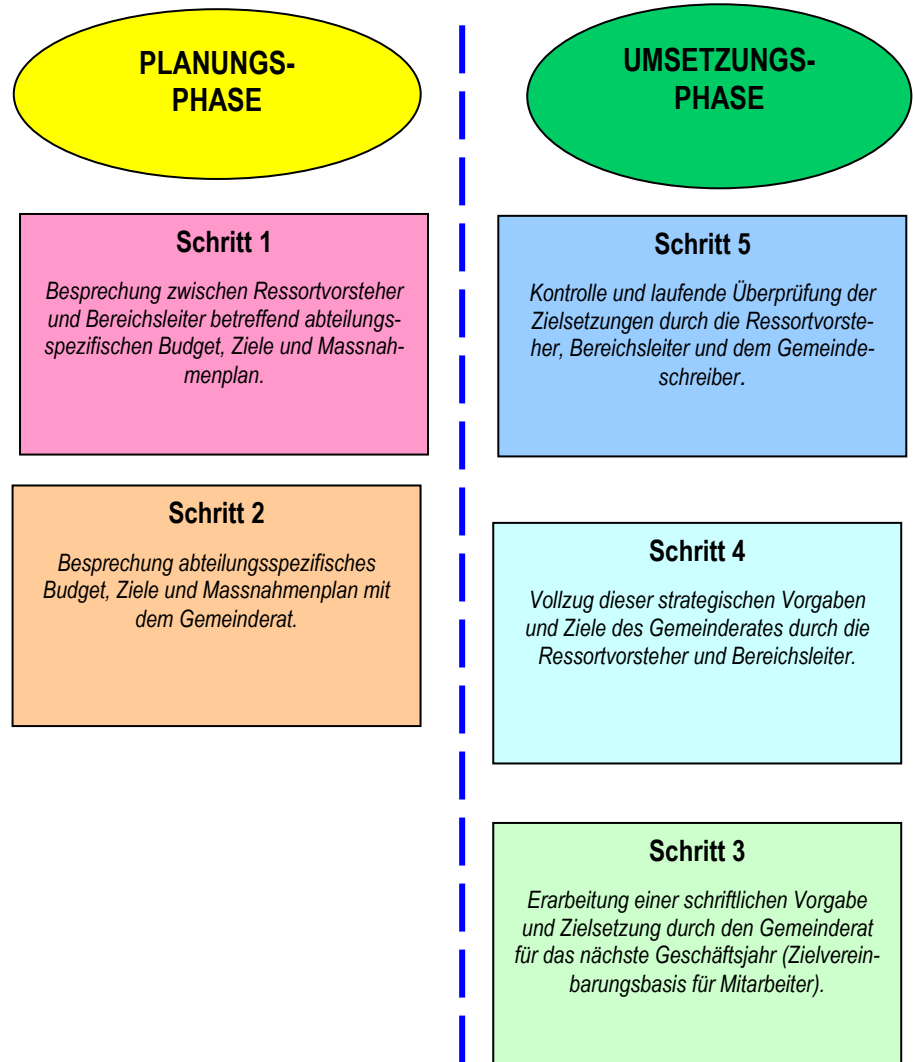 PLANUNGS-
PHASE
Schritt 1
Besprechung zwischen Ressortvorsteher
und Bereichsleiter betreffend abteilungs-
spezifischen Budget, Ziele und Massnah-
menplan.
Schritt 2
Besprechung abteilungsspezifisches
Budget, Ziele und Massnahmenplan mit
dem Gemeinderat.
UMSETZUNGS-
PHASE
Schritt 5
Kontrolle und laufende Überprüfung der
Zielsetzungen durch die Ressortvorste-
her, Bereichsleiter und dem Gemeinde-
schreiber.
Schritt 4
Vollzug dieser strategischen Vorgaben
und Ziele des Gemeinderates durch die
Ressortvorsteher und Bereichsleiter.
Schritt 3
Erarbeitung einer schriftlichen Vorgabe
und Zielsetzung durch den Gemeinderat
für das nächste Geschäftsjahr (Zielverein-
barungsbasis für Mitarbeiter).